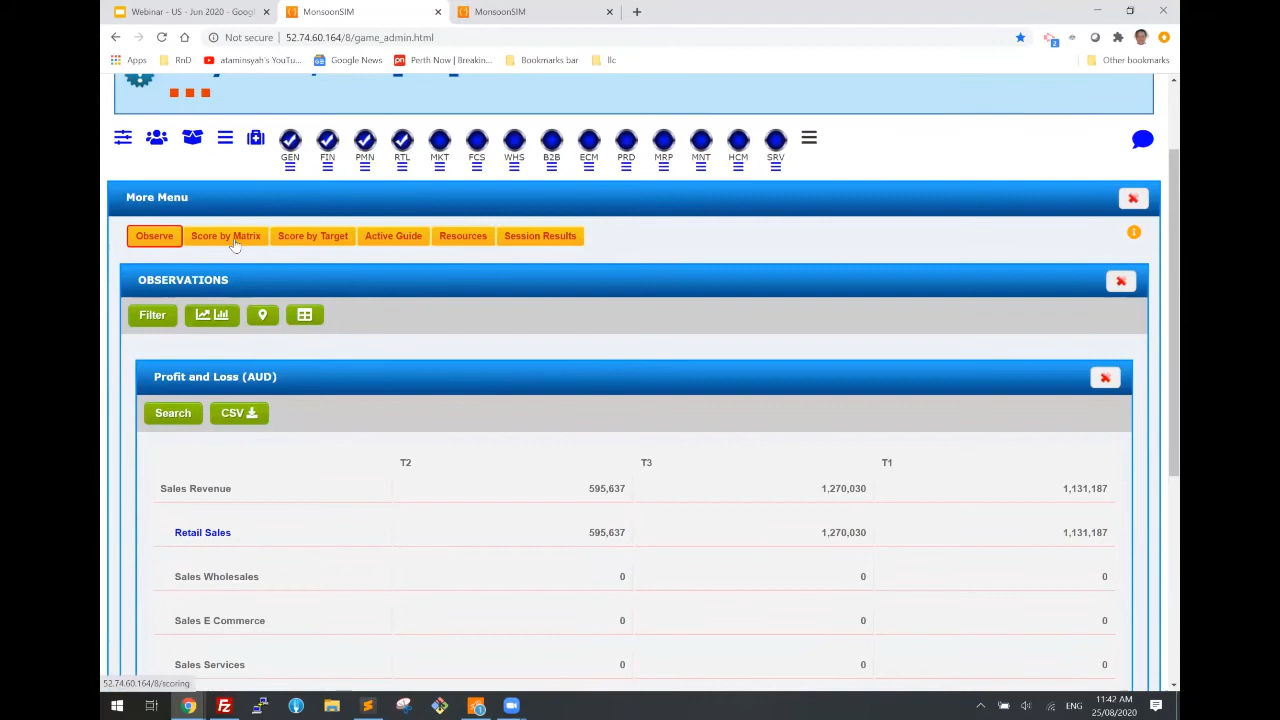 Webinar - US - Jun 2020 - Googl
MonsoonSIM
MonsoonSIM
Not secure
52.74.60.164/8/game_admin.html
2
Apps
RnD
ataminsyah's YouTu...
Google News
Perth Now | Breakin...
Bookmarks bar
llc
Other bookmarks
GEN FIN PMN RTL MKT FCS WHS B2B ECM PRD MRP MNT HCM SRV
More Menu
Observe
Score by Matrix
Score by Target
Active Guide
Resources
Session Results
OBSERVATIONS
Filter
Profit and Loss (AUD)
Search
CSV
T2 T3 T1
Sales Revenue 595,637 1,270,030 1,131,187
Retail Sales 595,637 1,270,030 1,131,187
Sales Wholesales 0 0 0
Sales E Commerce 0 0 0
Sales Services 0 0 0
52.74.60.164/8/scoring
ENG
11:42 AM
25/08/2020